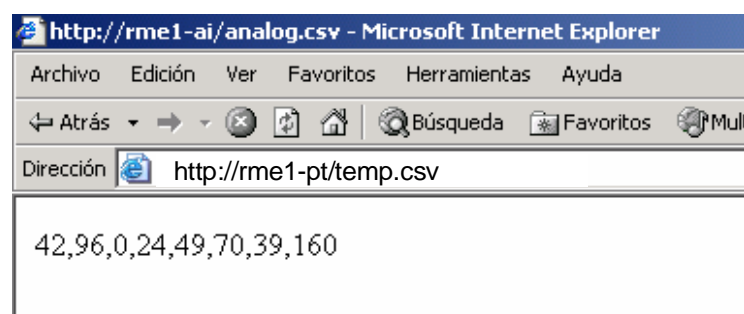 http://rme1-ai/analog.csv - Microsoft Internet Explorer
Archivo Edición Ver Favoritos Herramientas Ayuda
Atrás Búsqueda Favoritos Mul
Dirección http://rme1-pt/temp.csv
42,96,0,24,49,70,39,160